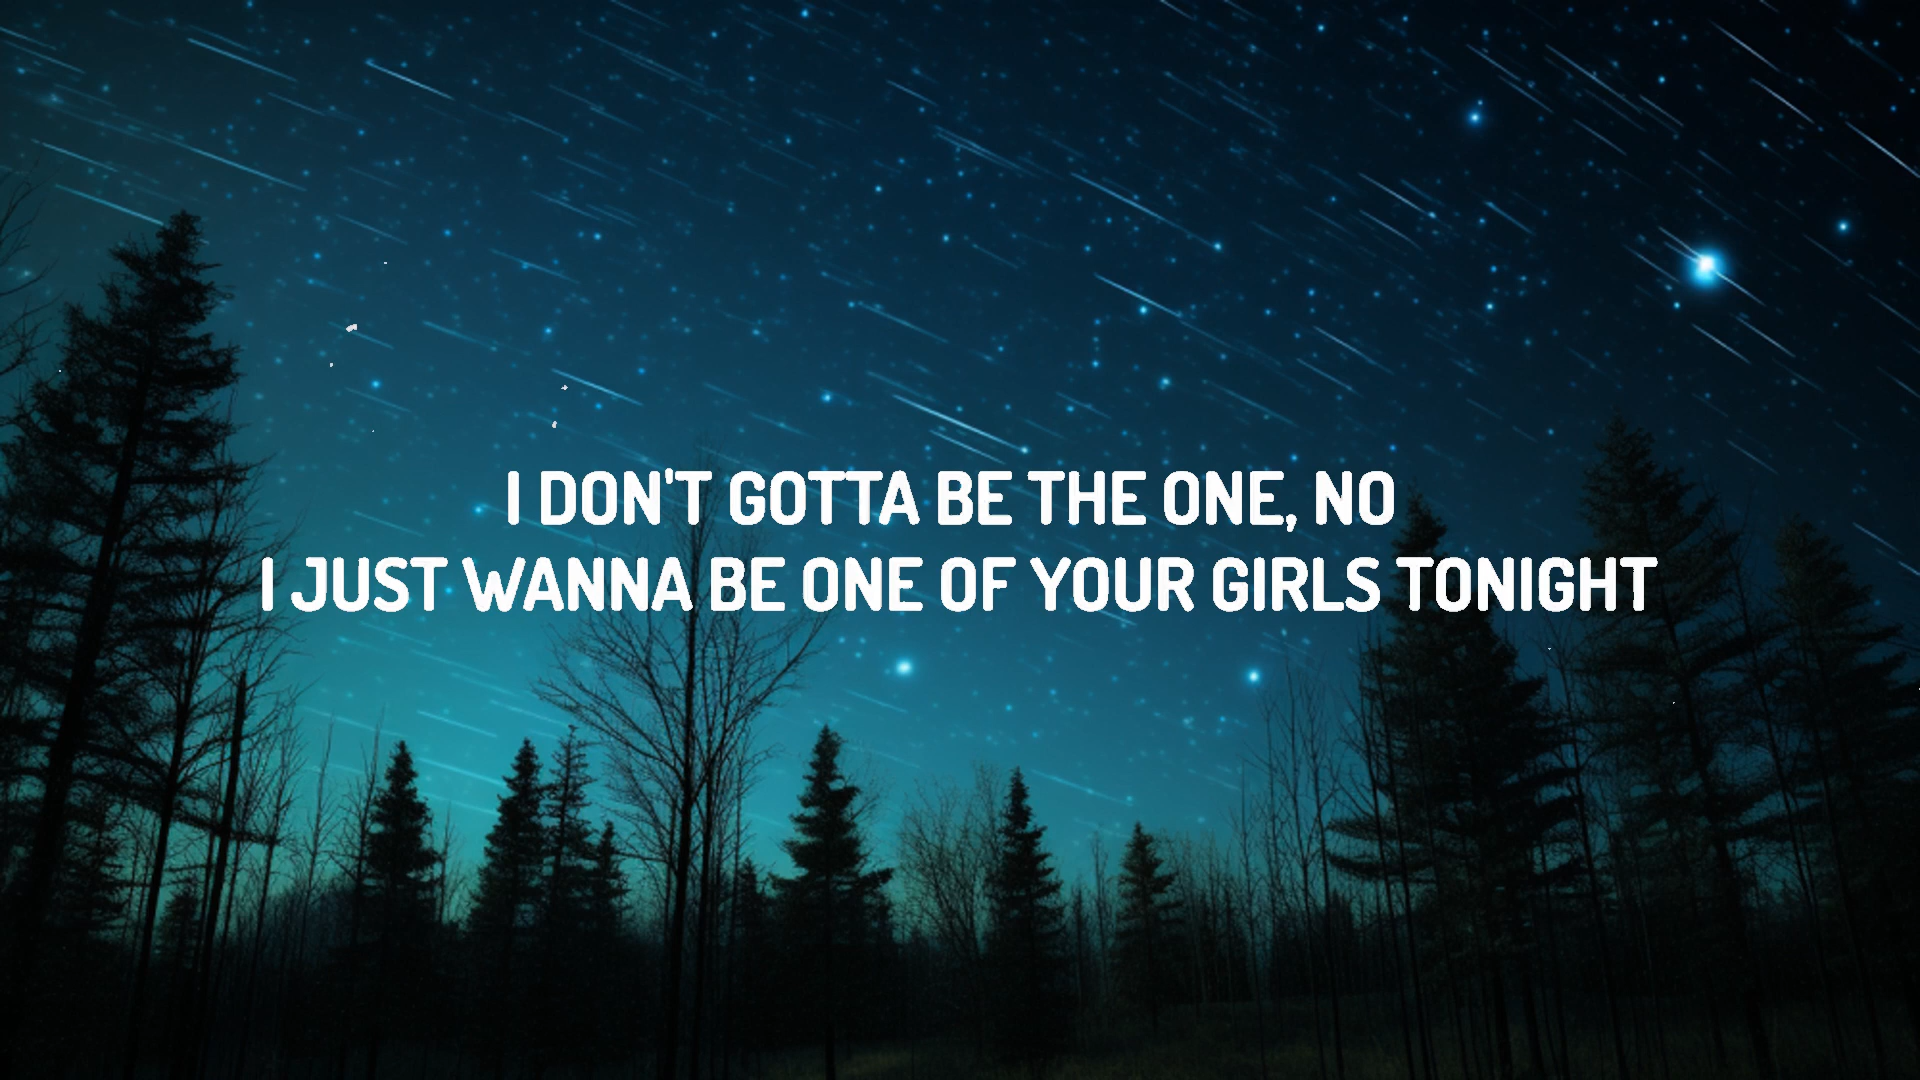 I DON'T GOTTA BE THE ONE, NO
I JUST WANNA BE ONE OF YOUR GIRLS TONIGHT